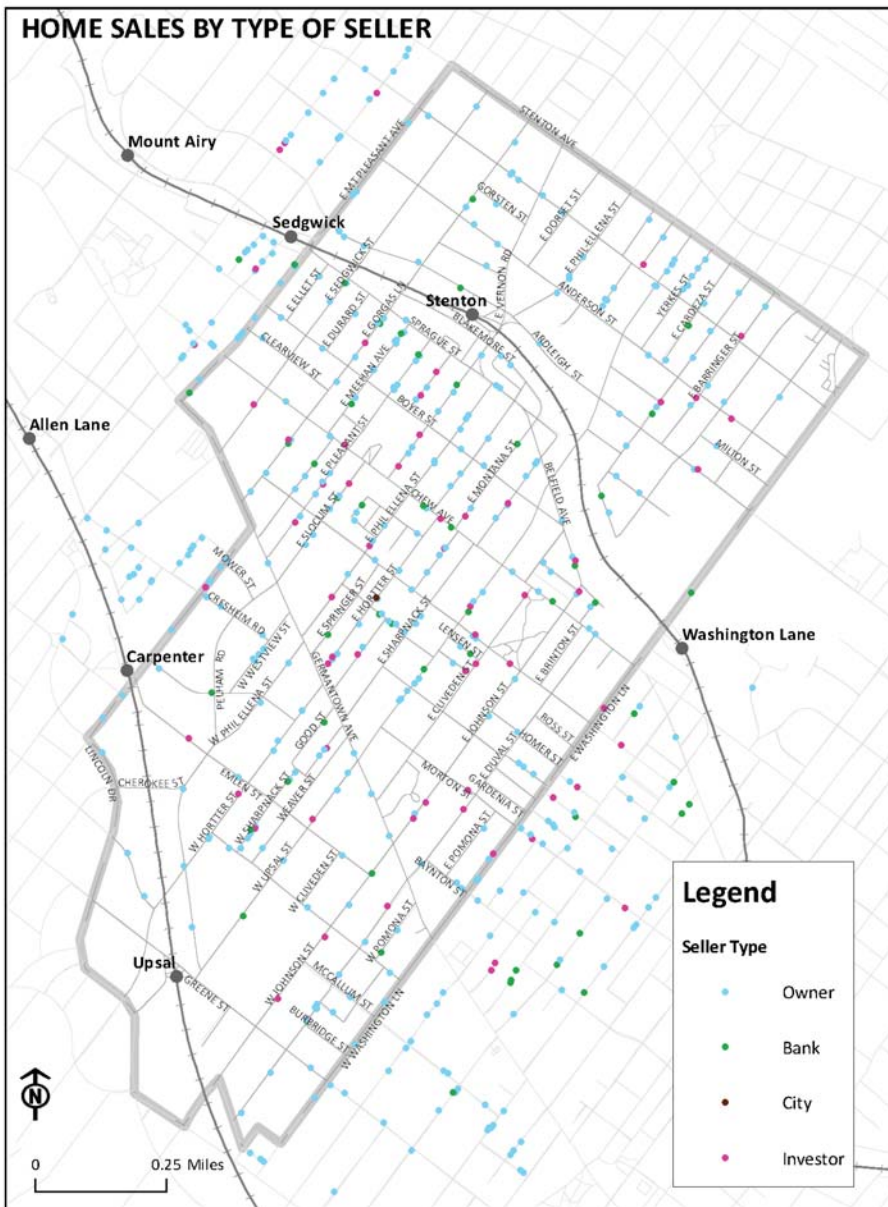 HOME SALES BY TYPE OF SELLER
Mount Airy
STENTON AVE
E MT PLEASANT AVE
GORSTEN ST
E DORSET ST
Sedgwick
E PHIL-ELLENA ST
E SEDGWICK ST
E ELLET ST
E VERNON RD
YERKES ST
E GORGAS LN
ANDERSON ST
E CARDEZA ST
Stenton
E DURARD ST
SPRAGUE ST
BLAKEMORE ST
ARDLEIGH ST
CLEARVIEW ST
E MEEHAN AVE
E BARRINGER ST
BOYER ST
Allen Lane
E PLEASANT ST
MILTON ST
E MONTANA ST
BELFIELD AVE
E PHIL ELLENA ST
CHEW AVE
E SLOCUM ST
MOWER ST
CRESHEIM RD
E SPRINGER ST
E HORTTER ST
E SHARPNACK ST
LENSEN ST
Washington Lane
W WESTVIEW ST
E BRINTON ST
Carpenter
PELHAM RD
GERMANTOWN AVE
E CLIVEDEN ST
W PHIL ELLENA ST
E JOHNSON ST
GOOD ST
ROSS ST
E WASHINGTON LN
HOMER ST
E DUVAL ST
LINCOLN DR
CHEROKEE ST
EMLEN ST
MORTON ST
GARDENIA ST
W SHARPNACK ST
WEAVER ST
W HORTTER ST
E POMONA ST
W UPSAL ST
BAYNTON ST
W CLIVEDEN ST
W POMONA ST
Upsal
GREENE ST
W JOHNSON ST
MCCALLUM ST
BURBRIDGE ST
W WASHINGTON LN
N
0 0.25 Miles
Legend
Seller Type
Owner
Bank
City
Investor